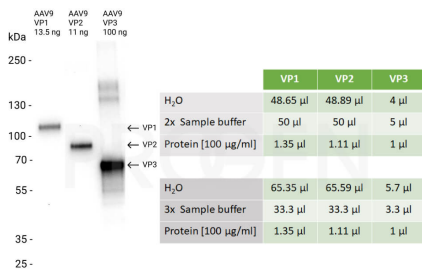 AAV9 AAV9 AAV9
VP1 VP2 VP3
13.5 ng 11 ng 100 ng
kDa
250 -
130 -
100 -
70 -
55 -
35 -
25 -
← VP1
← VP2
← VP3
PROGEN
VP1 VP2 VP3
H₂O 48.65 µl 48.89 µl 4 µl
2x Sample buffer 50 µl 50 µl 5 µl
Protein [100 µg/ml] 1.35 µl 1.11 µl 1 µl
H₂O 65.35 µl 65.59 µl 5.7 µl
3x Sample buffer 33.3 µl 33.3 µl 3.3 µl
Protein [100 µg/ml] 1.35 µl 1.11 µl 1 µl